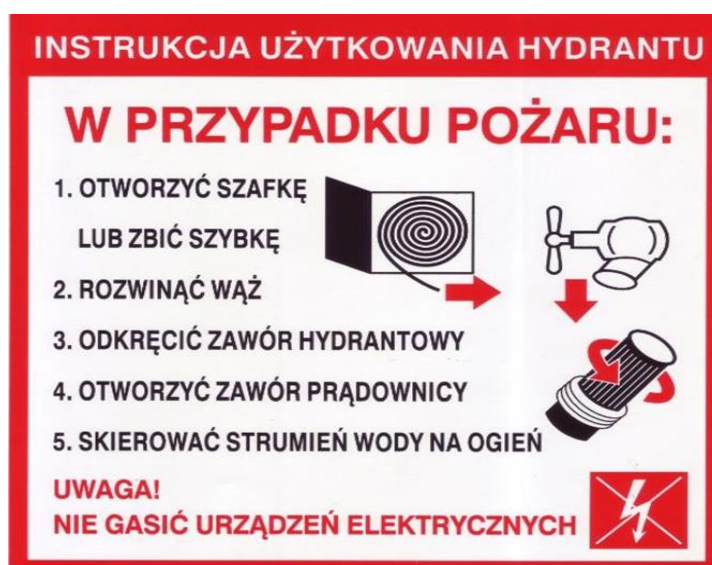 INSTRUKCJA UŻYTKOWANIA HYDRANTU
W PRZYPADKU POŻARU:
1. OTWORZYĆ SZAFKĘ
LUB ZBIĆ SZYBKĘ
2. ROZWINĄĆ WĄŻ
3. ODKRĘCIĆ ZAWÓR HYDRANTOWY
4. OTWORZYĆ ZAWÓR PRĄDOWNICY
5. SKIEROWAĆ STRUMIEŃ WODY NA OGIEŃ
UWAGA!
NIE GASIĆ URZĄDZEŃ ELEKTRYCZNYCH